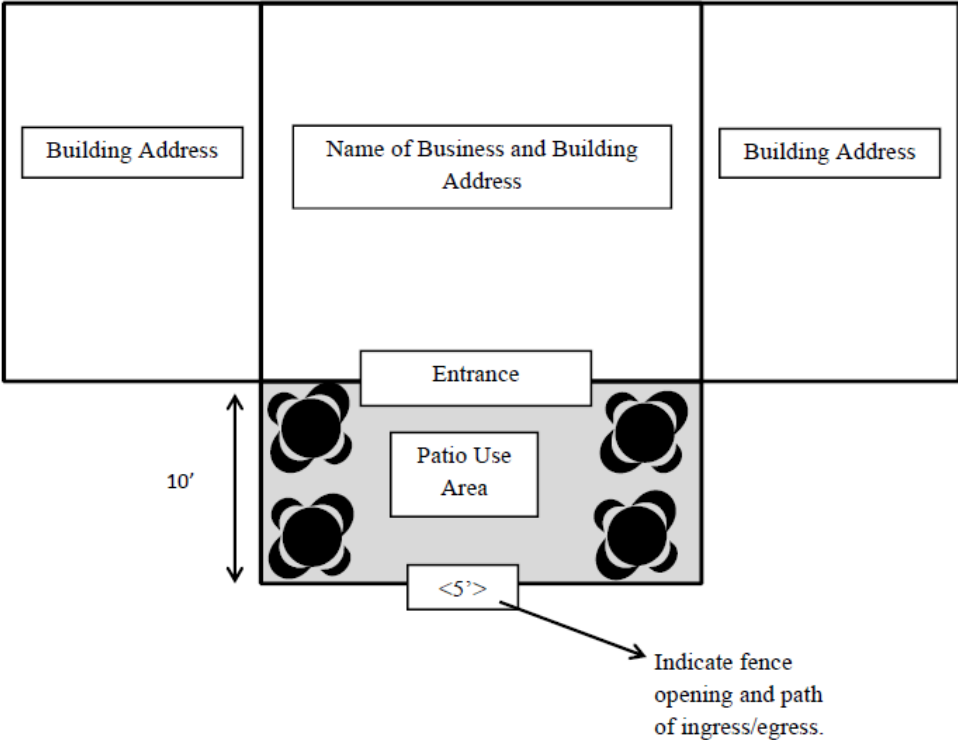 Building Address
Name of Business and Building
Address
Building Address
Entrance
Patio Use
Area
10’
<5’>
Indicate fence
opening and path
of ingress/egress.